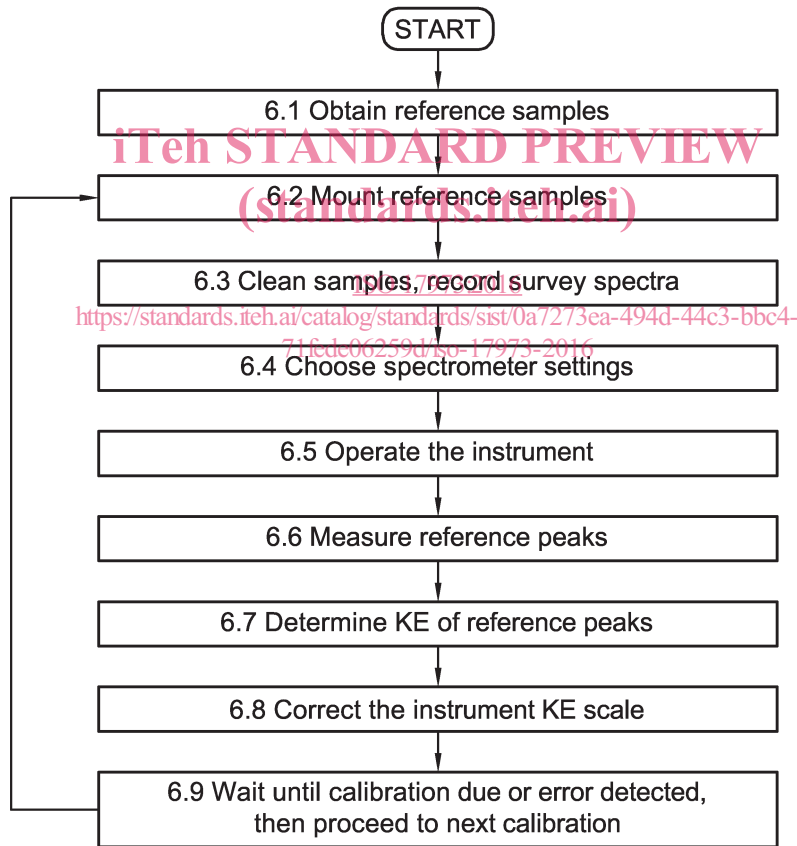 START
6.1 Obtain reference samples
iTeh STANDARD PREVIEW
6.2 Mount reference samples
(standards.iteh.ai)
6.3 Clean samples, record survey spectra
ISO 17973:2016
https://standards.iteh.ai/catalog/standards/sist/0a7273ea-494d-44c3-bbc4-
71fede06259d/iso-17973-2016
6.4 Choose spectrometer settings
6.5 Operate the instrument
6.6 Measure reference peaks
6.7 Determine KE of reference peaks
6.8 Correct the instrument KE scale
6.9 Wait until calibration due or error detected,
then proceed to next calibration